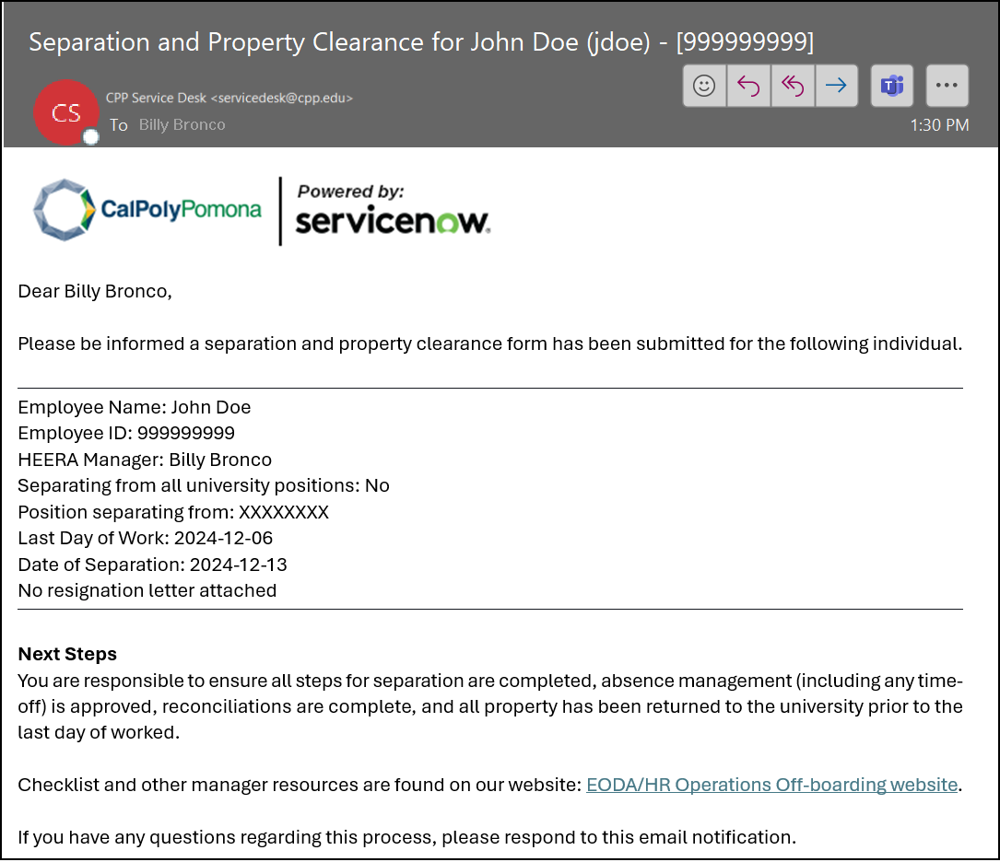 Separation and Property Clearance for John Doe (jdoe) - [999999999]
CS
CPP Service Desk <servicedesk@cpp.edu>
To Billy Bronco
T
1:30 PM
CalPolyPomona
Powered by:
servicenow.
Dear Billy Bronco,
Please be informed a separation and property clearance form has been submitted for the following individual.
Employee Name: John Doe
Employee ID: 999999999
HEERA Manager: Billy Bronco
Separating from all university positions: No
Position separating from: XXXXXXXX
Last Day of Work: 2024-12-06
Date of Separation: 2024-12-13
No resignation letter attached
Next Steps
You are responsible to ensure all steps for separation are completed, absence management (including any time-
off) is approved, reconciliations are complete, and all property has been returned to the university prior to the
last day of worked.
Checklist and other manager resources are found on our website: EODA/HR Operations Off-boarding website.
If you have any questions regarding this process, please respond to this email notification.